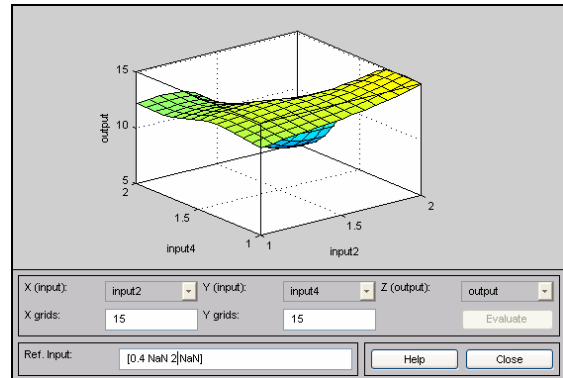 15
10
5
output
2
1.5
1
input4
1
1.5
2
input2
X (input): input2 Y (input): input4 Z (output): output
X grids: 15 Y grids: 15 Evaluate
Ref. Input: [0.4 NaN 2 NaN] Help Close